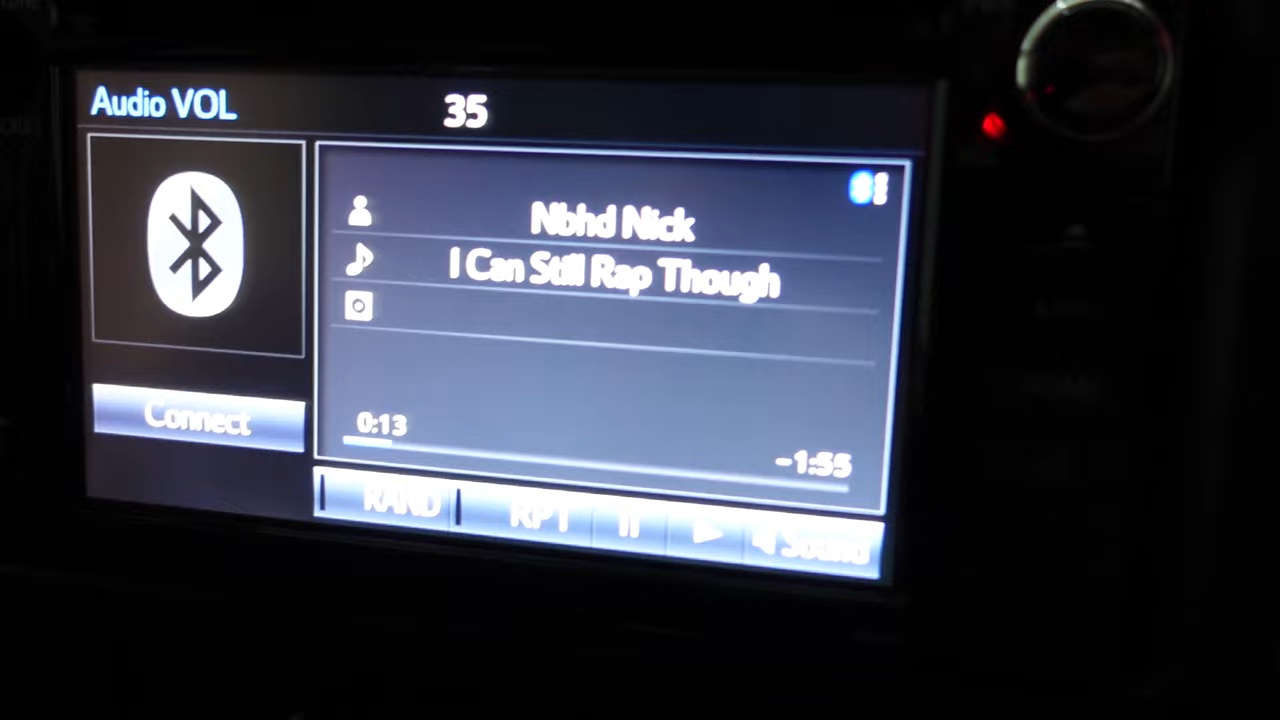 Audio VOL 35
Nbhd Nick
I Can Still Rap Though
0:13
-1:55
Connect
RAND RPT Sound